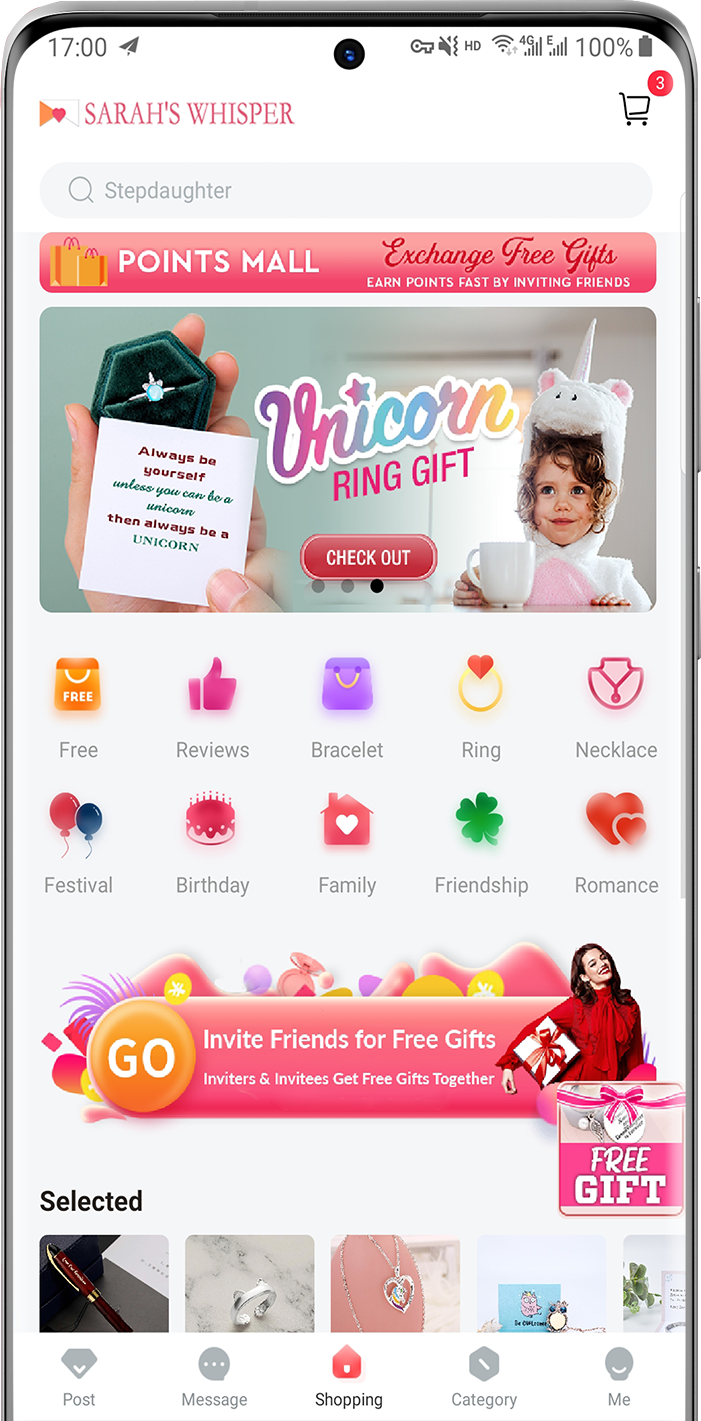 17:00
HD 4G E 100%
3
SARAH'S WHISPER
Stepdaughter
POINTS MALL
Exchange Free Gifts
EARN POINTS FAST BY INVITING FRIENDS
Always be
yourself
unless you can be a
unicorn
then always be a
UNICORN
Unicorn
RING GIFT
CHECK OUT
FREE
Free Reviews Bracelet Ring Necklace
Festival Birthday Family Friendship Romance
GO
Invite Friends for Free Gifts
Inviters & Invitees Get Free Gifts Together
FREE
GIFT
Selected
Post Message Shopping Category Me